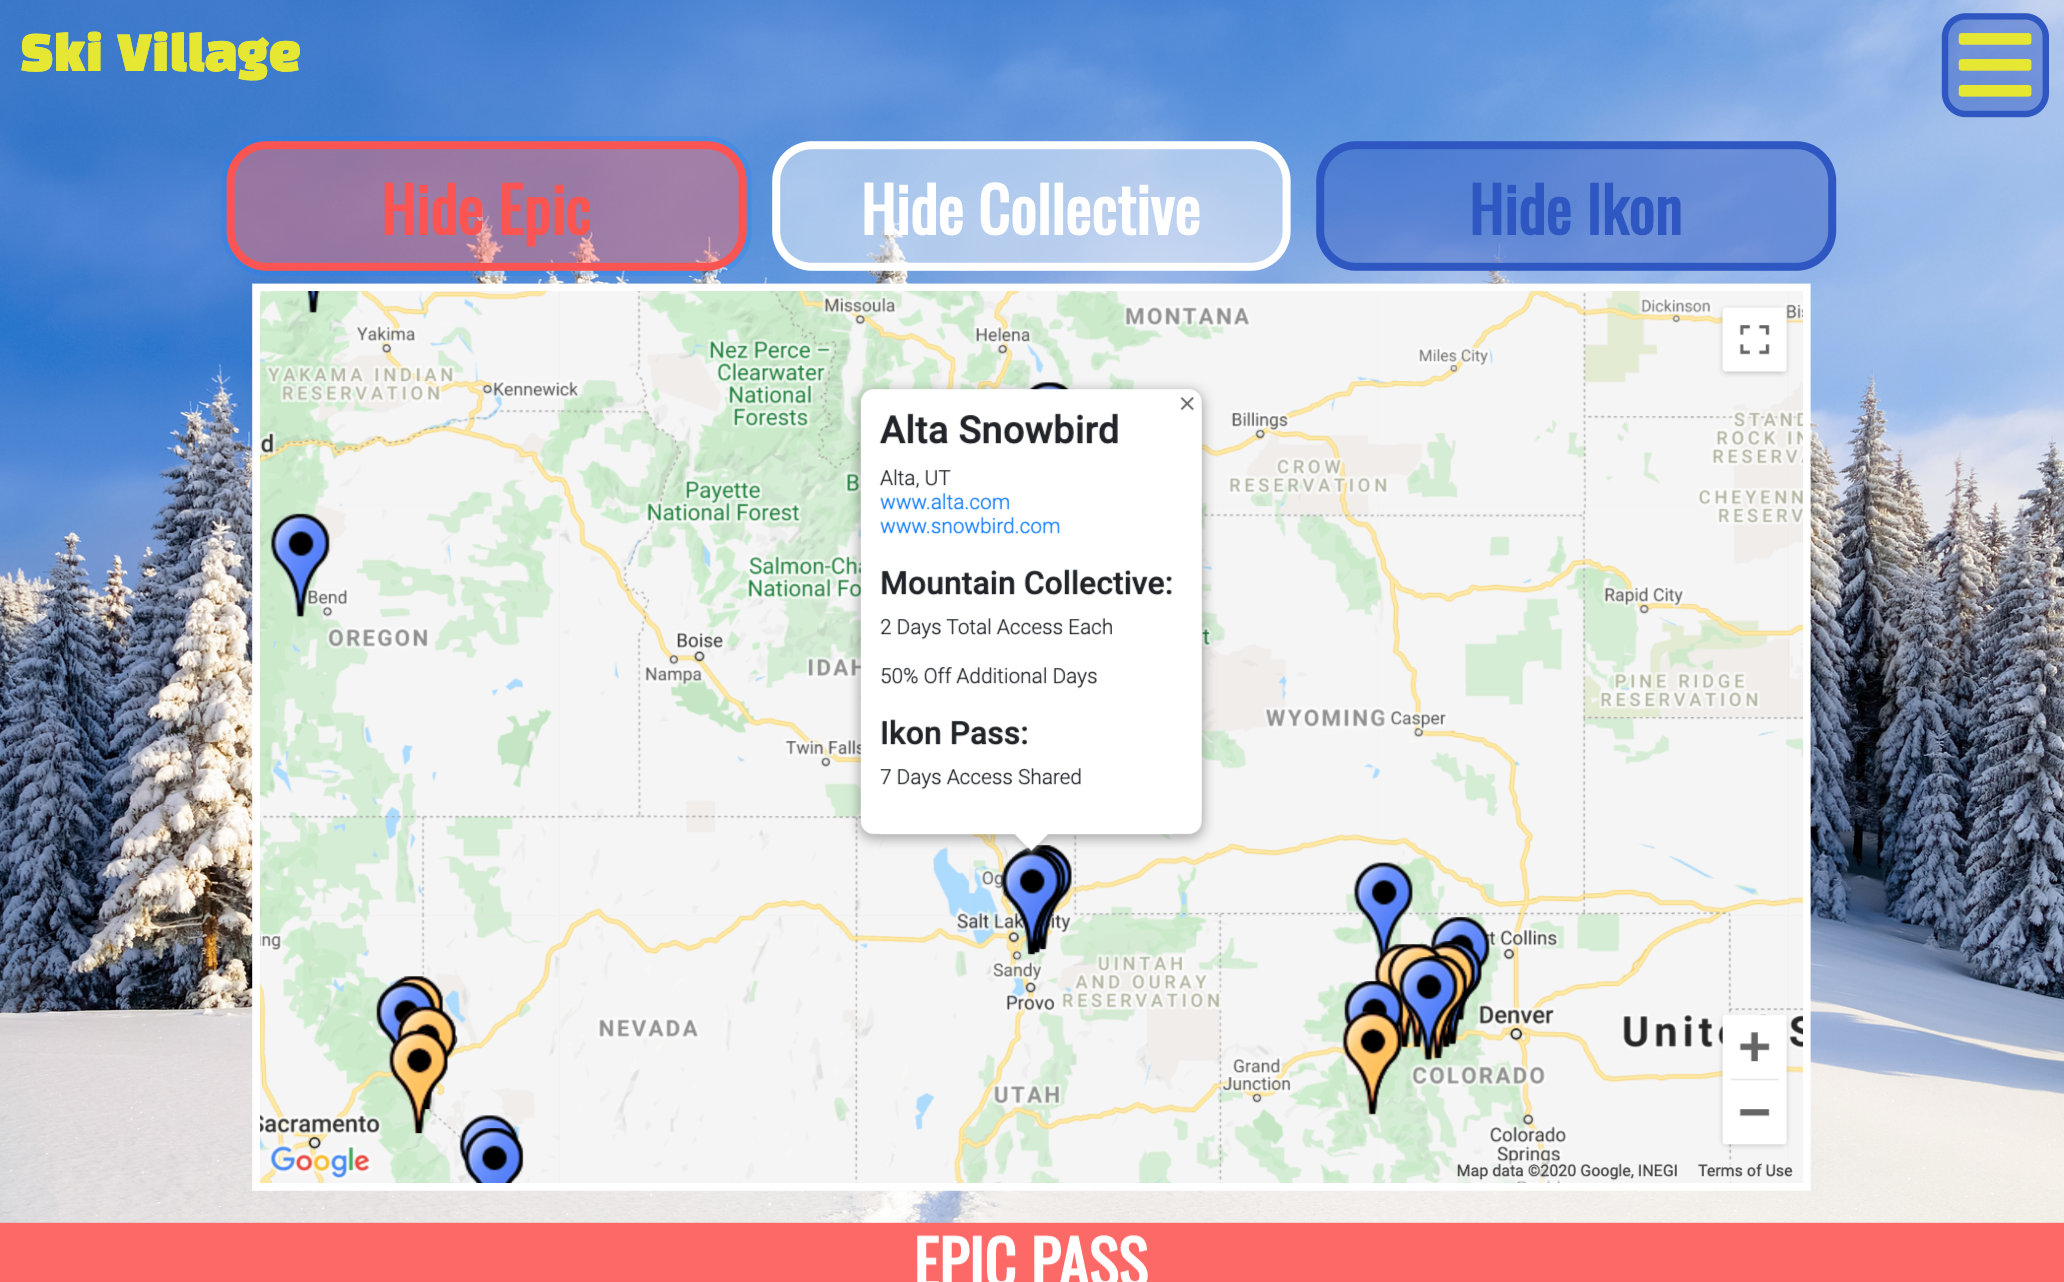 Ski Village
Hide Epic
Hide Collective
Hide Ikon
Missoula
MONTANA
Dickinson
Yakima
Helena
Nez Perce –
Clearwater
National
Forests
Miles City
YAKAMA INDIAN
RESERVATION
Kennewick
Billings
STAND
ROCK IN
RESERV
CROW
RESERVATION
CHEYENN
RESERV
Payette
National Forest
Salmon-Cha
National Fo
Alta Snowbird
Alta, UT
www.alta.com
www.snowbird.com
Mountain Collective:
2 Days Total Access Each
50% Off Additional Days
Ikon Pass:
7 Days Access Shared
Bend
OREGON
Boise
Nampa
IDAH
Twin Falls
Rapid City
PINE RIDGE
RESERVATION
WYOMING
Casper
Og
Salt Lak ity
Sandy
Provo
UINTAH
AND OURAY
RESERVATION
t Collins
Denver
Unite S
NEVADA
UTAH
Grand
Junction
COLORADO
Colorado
Springs
Sacramento
Google
Map data ©2020 Google, INEGI
Terms of Use
EPIC PASS